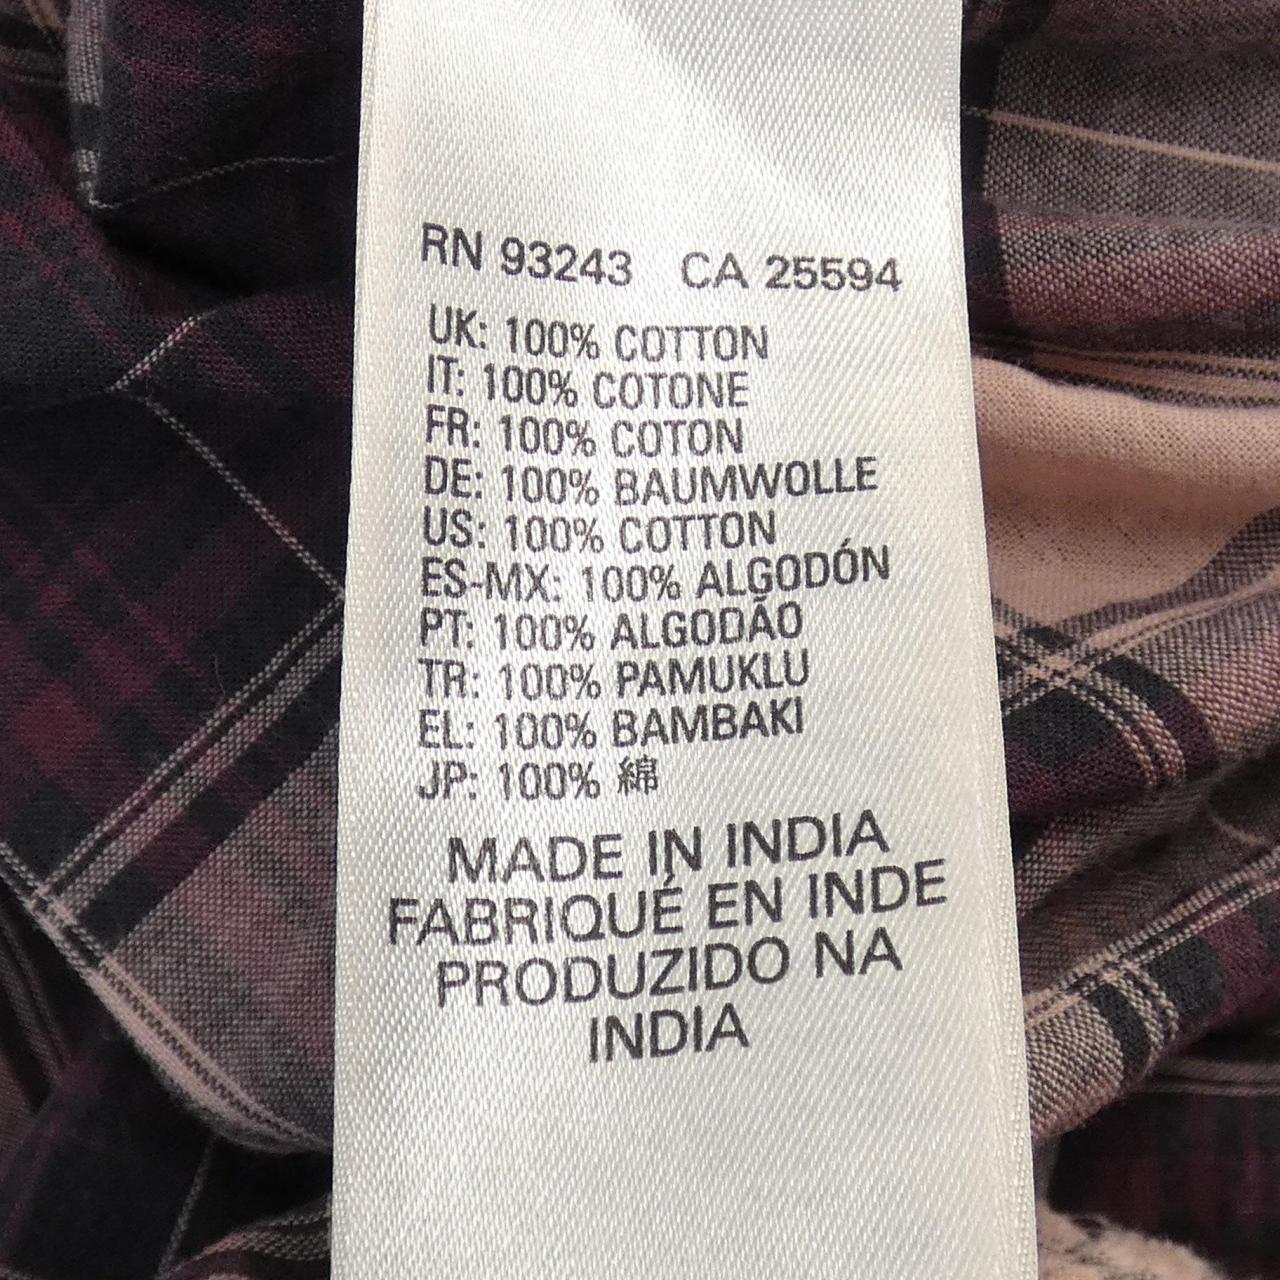 RN 93243 CA 25594
UK: 100% COTTON
IT: 100% COTONE
FR: 100% COTON
DE: 100% BAUMWOLLE
US: 100% COTTON
ES-MX: 100% ALGODÓN
PT: 100% ALGODÃO
TR: 100% PAMUKLU
EL: 100% BAMBAKI
JP: 100% 綿
MADE IN INDIA
FABRIQUÉ EN INDE
PRODUZIDO NA
INDIA